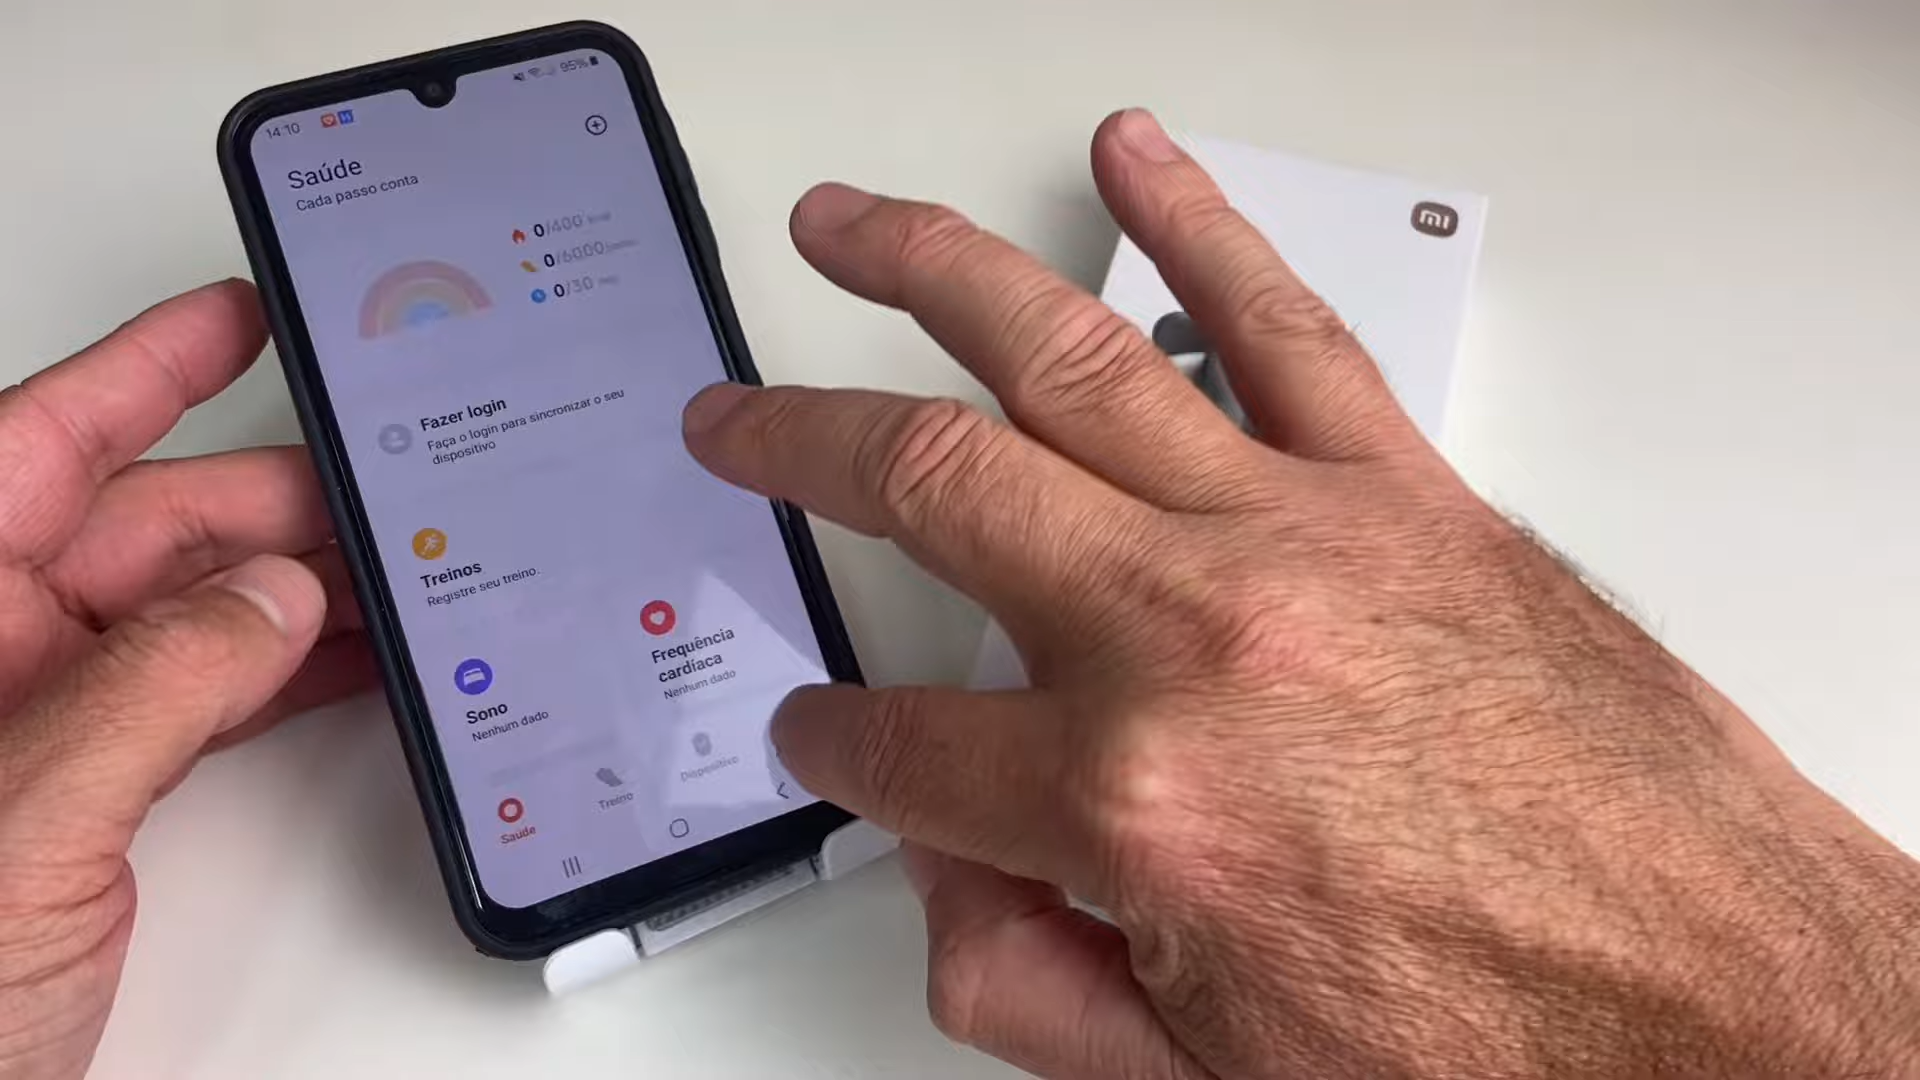 14:10
95%
Saúde
Cada passo conta
0/400 kcal
0/6000
0/30
Fazer login
Faça o login para sincronizar o seu
dispositivo
Treinos
Registre seu treino.
Frequência
cardíaca
Nenhum dado
Sono
Nenhum dado
Saúde
Treino
Dispositivo
mi